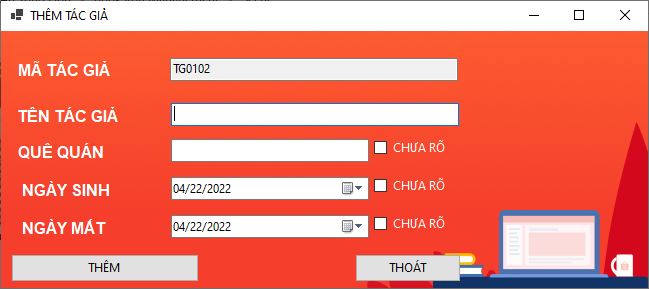 THÊM TÁC GIẢ
MÃ TÁC GIẢ TG0102
TÊN TÁC GIẢ
QUÊ QUÁN CHƯA RÕ
NGÀY SINH 04/22/2022 CHƯA RÕ
NGÀY MẤT 04/22/2022 CHƯA RÕ
THÊM THOÁT